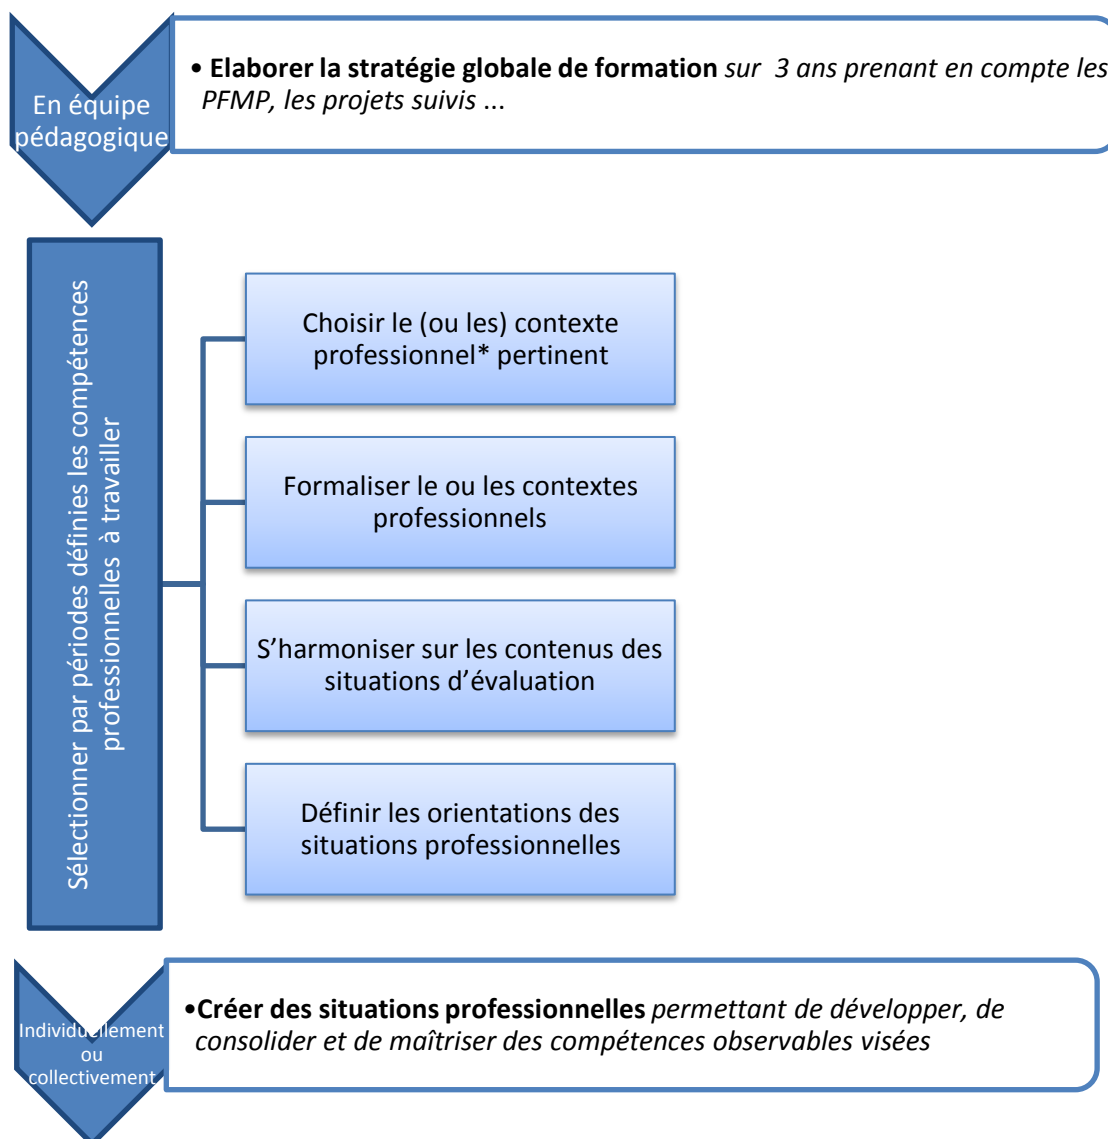 En équipe
pédagogique
• Elaborer la stratégie globale de formation sur 3 ans prenant en compte les
PFMP, les projets suivis ...
Sélectionner par périodes définies les compétences
professionnelles à travailler
Choisir le (ou les) contexte
professionnel* pertinent
Formaliser le ou les contextes
professionnels
S’harmoniser sur les contenus des
situations d’évaluation
Définir les orientations des
situations professionnelles
Individuellement
ou
collectivement
•Créer des situations professionnelles permettant de développer, de
consolider et de maîtriser des compétences observables visées